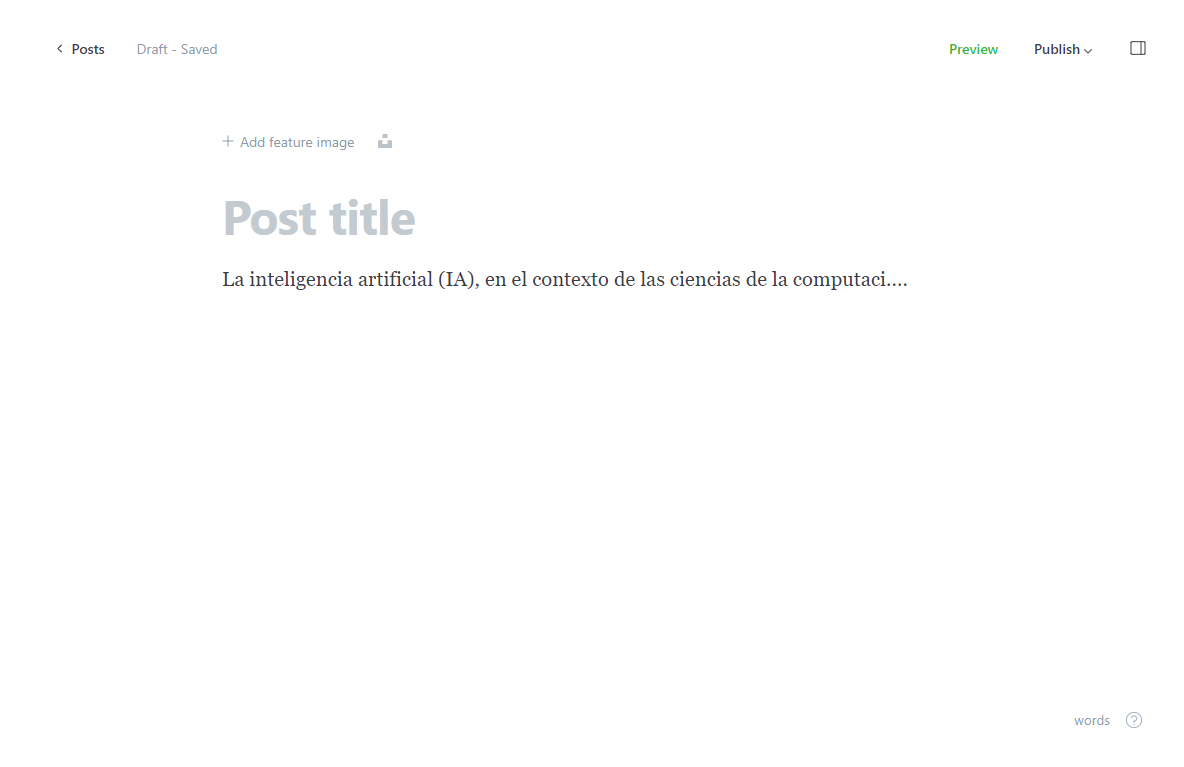 Posts Draft - Saved Preview Publish
Add feature image
Post title
La inteligencia artificial (IA), en el contexto de las ciencias de la computaci....
words